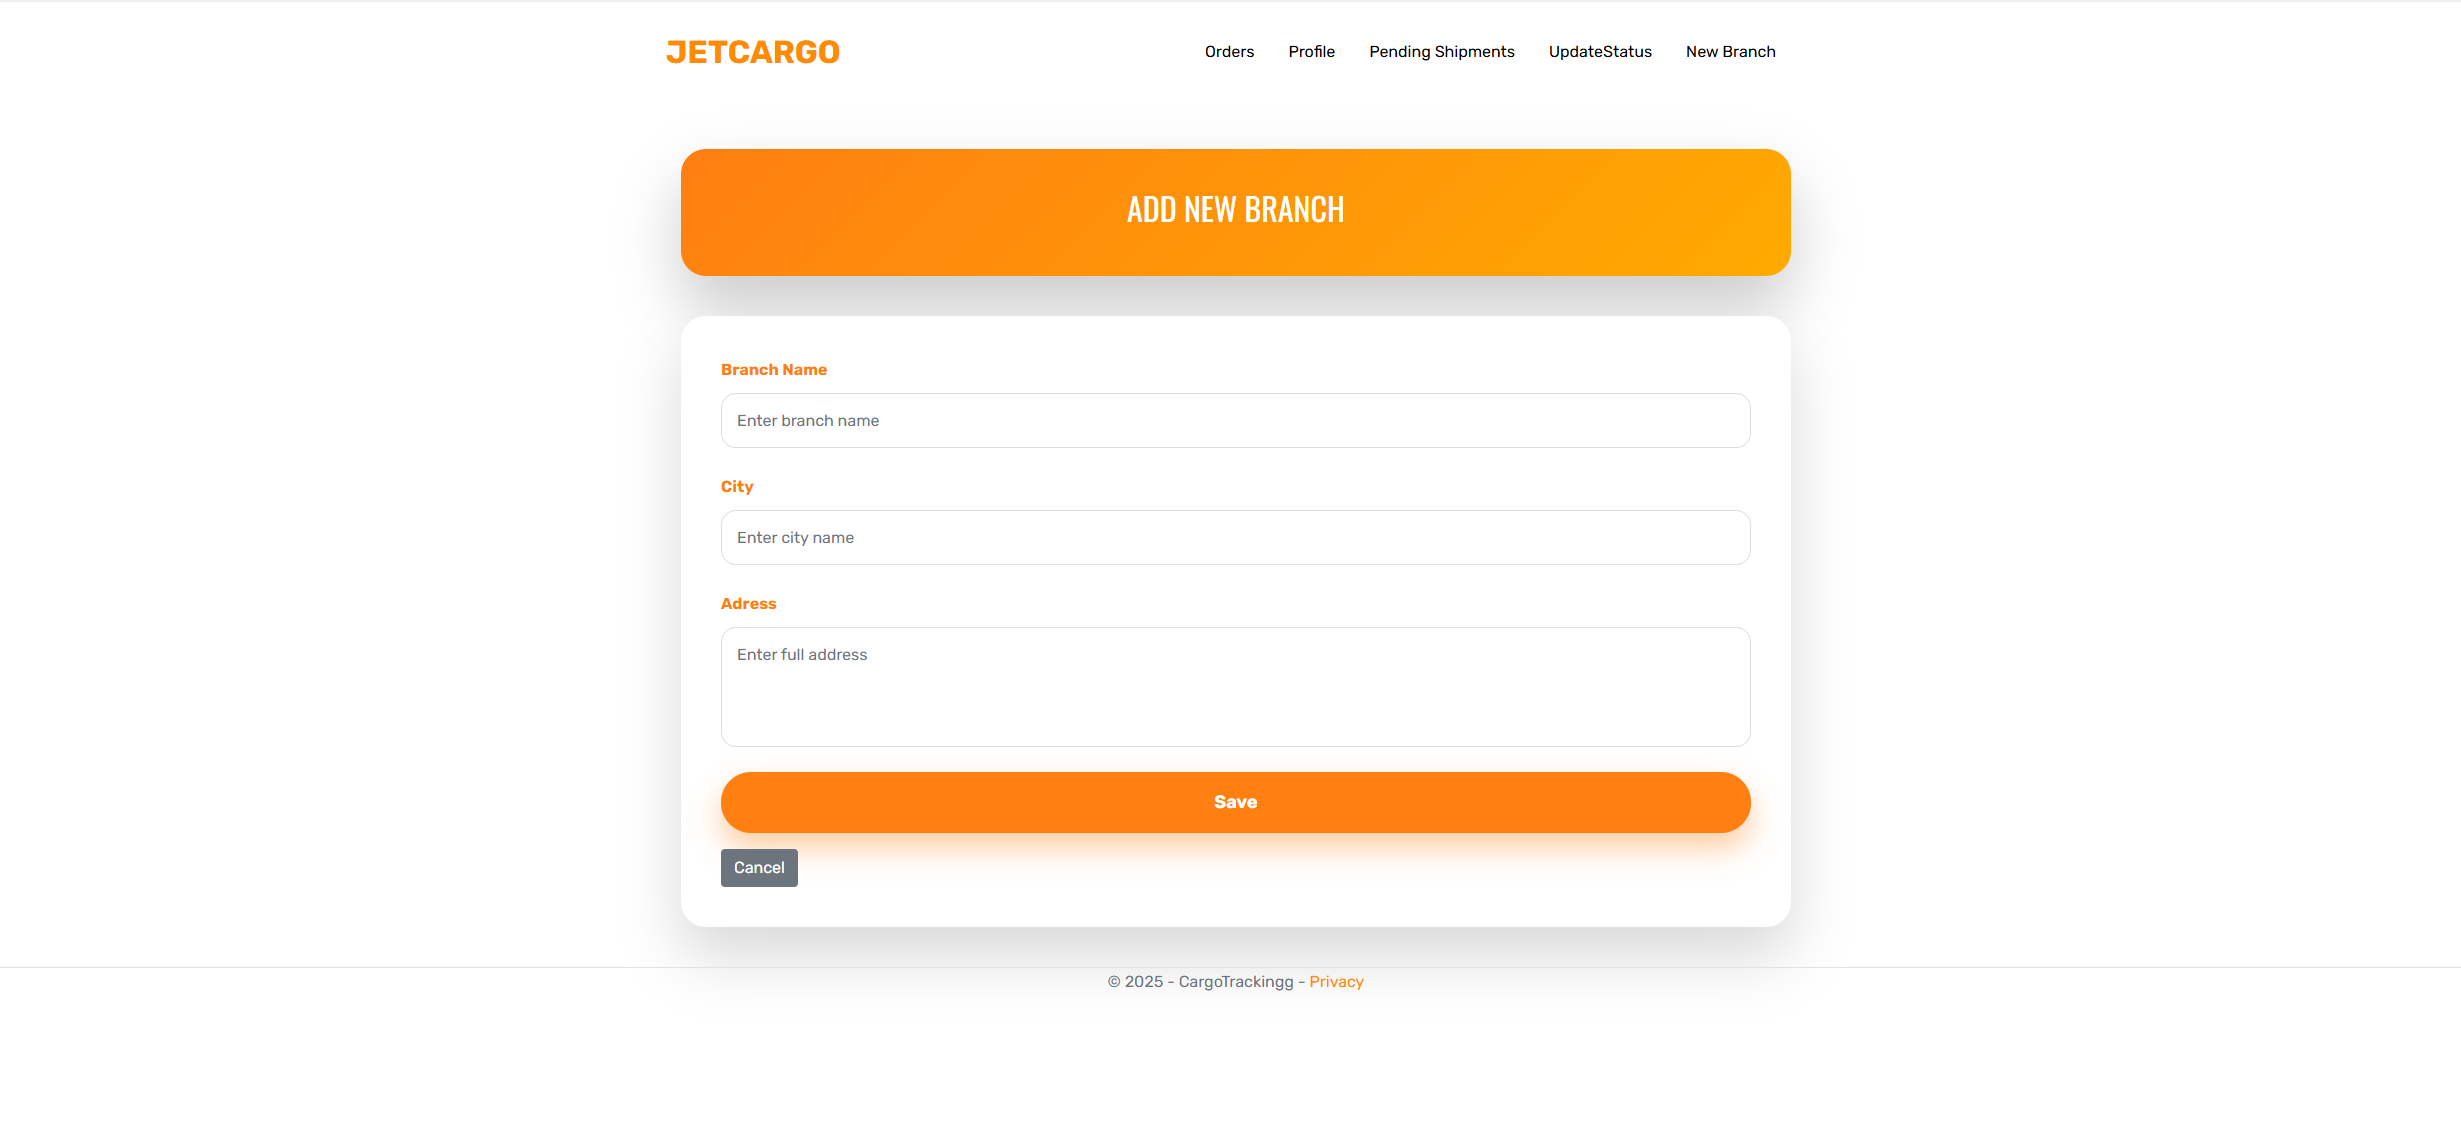 JETCARGO
Orders Profile Pending Shipments UpdateStatus New Branch
ADD NEW BRANCH
Branch Name
Enter branch name
City
Enter city name
Adress
Enter full address
Save
Cancel
© 2025 - CargoTrackingg - Privacy